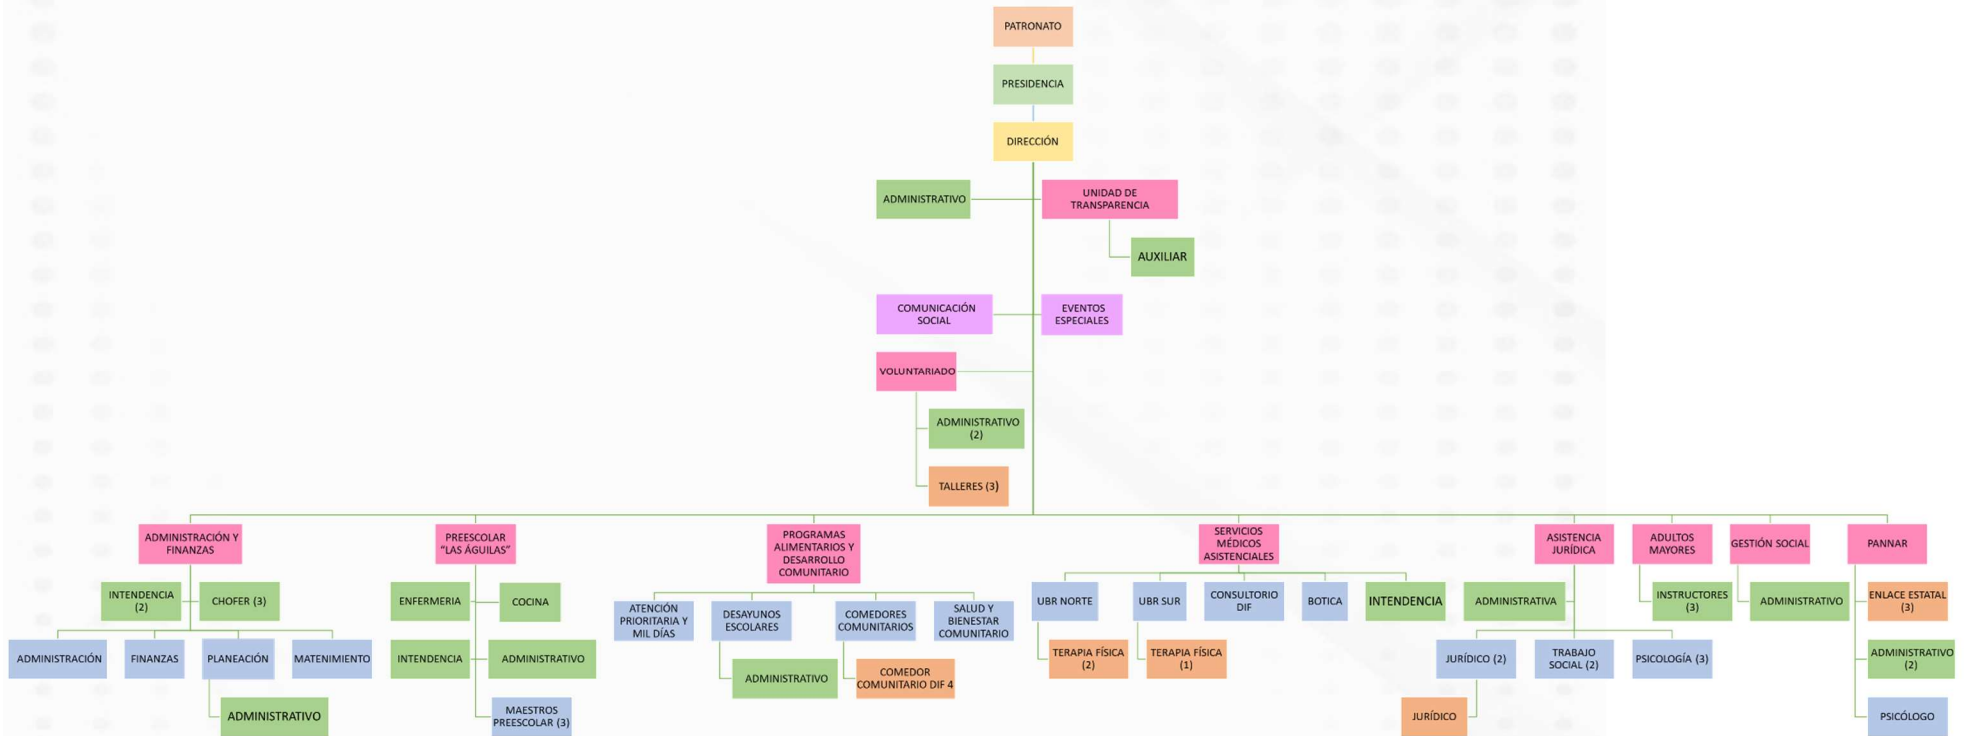 PATRONATO
PRESIDENCIA
DIRECCIÓN
ADMINISTRATIVO
UNIDAD DE
TRANSPARENCIA
AUXILIAR
COMUNICACIÓN
SOCIAL
EVENTOS
ESPECIALES
VOLUNTARIADO
ADMINISTRATIVO
(2)
TALLERES (3)
ADMINISTRACIÓN Y
FINANZAS
INTENDENCIA
(2)
CHOFER (3)
ADMINISTRACIÓN
FINANZAS
PLANEACIÓN
MATENIMIENTO
ADMINISTRATIVO
PREESCOLAR
“LAS ÁGUILAS”
ENFERMERIA
COCINA
INTENDENCIA
ADMINISTRATIVO
MAESTROS
PREESCOLAR (3)
PROGRAMAS
ALIMENTARIOS Y
DESARROLLO
COMUNITARIO
ATENCIÓN
PRIORITARIA Y
MIL DÍAS
DESAYUNOS
ESCOLARES
COMEDORES
COMUNITARIOS
SALUD Y
BIENESTAR
COMUNITARIO
ADMINISTRATIVO
COMEDOR
COMUNITARIO DIF 4
SERVICIOS
MÉDICOS
ASISTENCIALES
UBR NORTE
UBR SUR
CONSULTORIO
DIF
BOTICA
INTENDENCIA
TERAPIA FÍSICA
(2)
TERAPIA FÍSICA
(1)
ASISTENCIA
JURÍDICA
ADMINISTRATIVA
JURÍDICO (2)
TRABAJO
SOCIAL (2)
PSICOLOGÍA (3)
JURÍDICO
ADULTOS
MAYORES
INSTRUCTORES
(3)
GESTIÓN SOCIAL
ADMINISTRATIVO
PANNAR
ENLACE ESTATAL
(3)
ADMINISTRATIVO
(2)
PSICÓLOGO